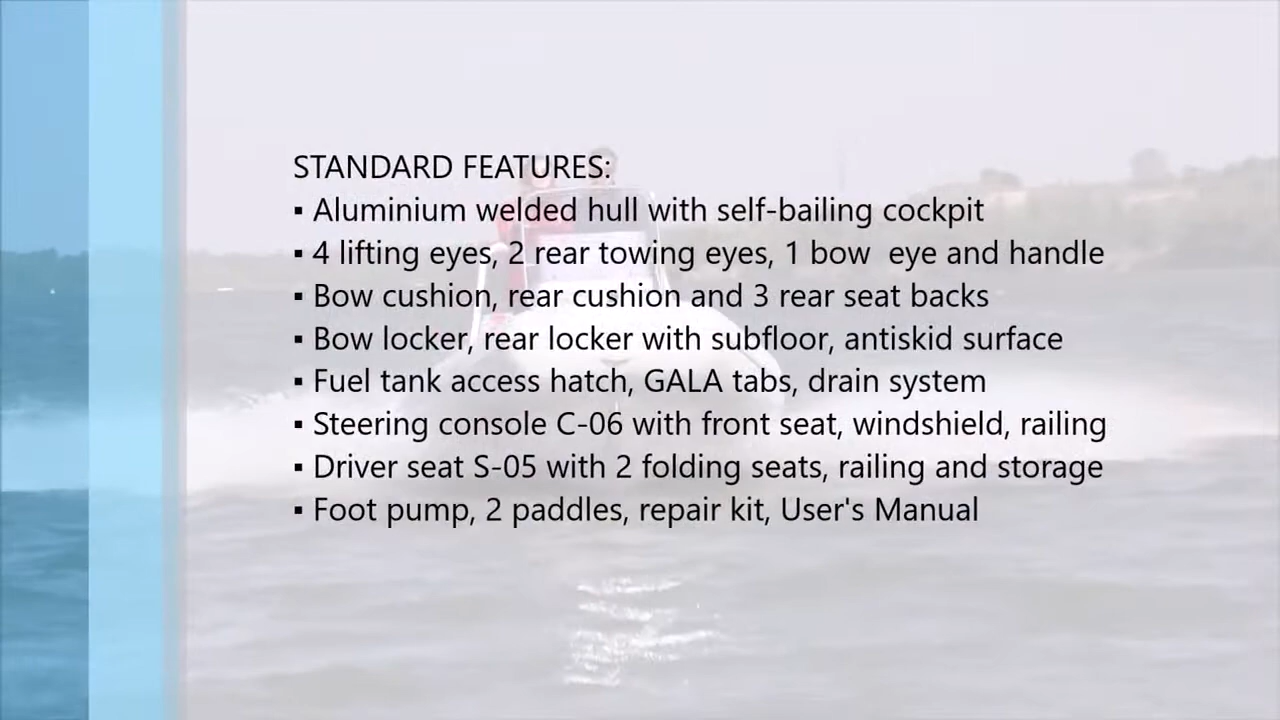 STANDARD FEATURES:
▪ Aluminium welded hull with self-bailing cockpit
▪ 4 lifting eyes, 2 rear towing eyes, 1 bow  eye and handle
▪ Bow cushion, rear cushion and 3 rear seat backs
▪ Bow locker, rear locker with subfloor, antiskid surface
▪ Fuel tank access hatch, GALA tabs, drain system
▪ Steering console C-06 with front seat, windshield, railing
▪ Driver seat S-05 with 2 folding seats, railing and storage
▪ Foot pump, 2 paddles, repair kit, User's Manual